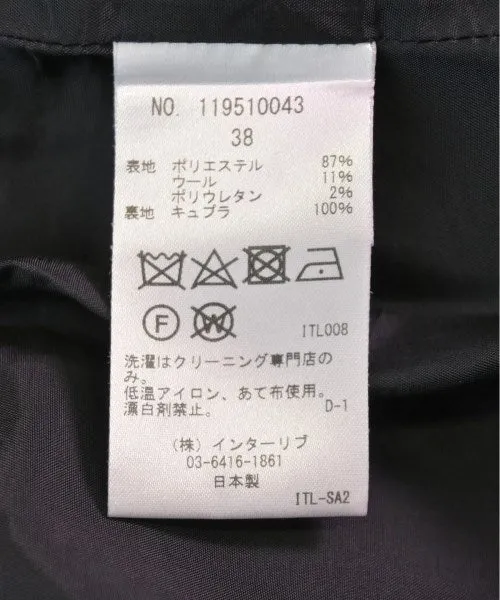 NO. 119510043
38
表地 ポリエステル 87%
ウール 11%
ポリウレタン 2%
裏地 キュプラ 100%
F W
ITL008
洗濯はクリーニング専門店の
み。
低温アイロン、あて布使用。
漂白剤禁止。 D-1
(株) インターリブ
03-6416-1861
日本製
ITL-SA2